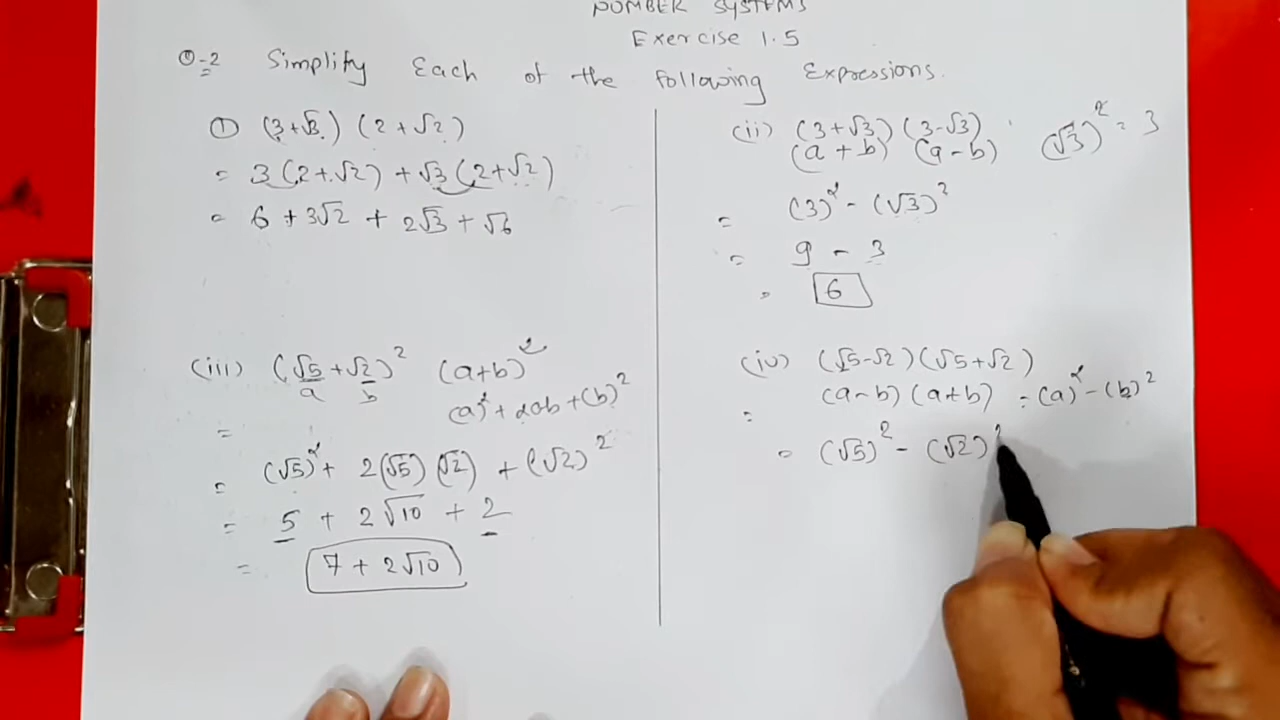 NUMBER SYSTEMS
Exercise 1.5
Q-2 Simplify Each of the following Expressions.
① (3+√3) (2+√2)
= 3(2+√2) + √3(2+√2)
= 6 + 3√2 + 2√3 + √6
(ii) (3+√3)(3-√3) (√3)² = 3
(a + b) (a-b)
= (3)² - (√3)²
= 9 - 3
= 6
(iii) (√5+√2)² (a+b)²
a b (a)²+2ab+(b)²
=
= (√5)² + 2(√5)(√2) + (√2)²
= 5 + 2√10 + 2
= 7 + 2√10
(iv) (√5-√2)(√5+√2)
= (a-b)(a+b) = (a)²-(b)²
= (√5)² - (√2)²